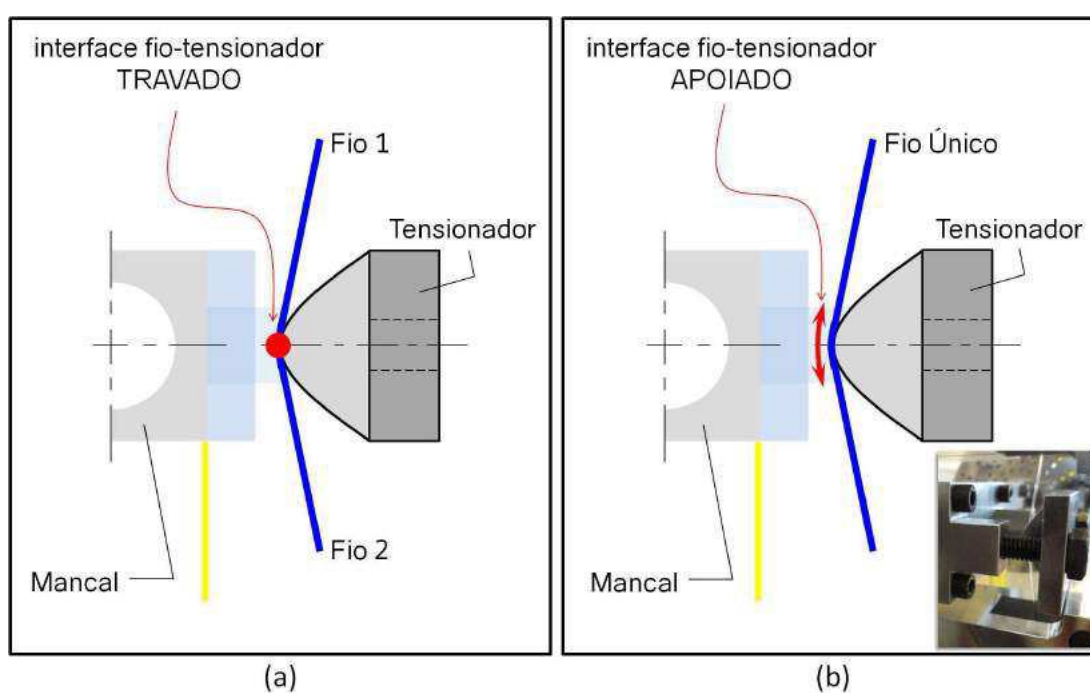 interface fio-tensionador
TRAVADO
Fio 1
Tensionador
Fio 2
Mancal
(a)
interface fio-tensionador
APOIADO
Fio Único
Tensionador
Mancal
(b)